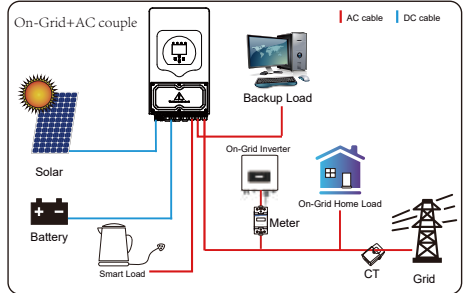 On-Grid+AC couple
AC cable
DC cable
Backup Load
Solar
On-Grid Inverter
On-Grid Home Load
Meter
Battery
Smart Load
CT
Grid